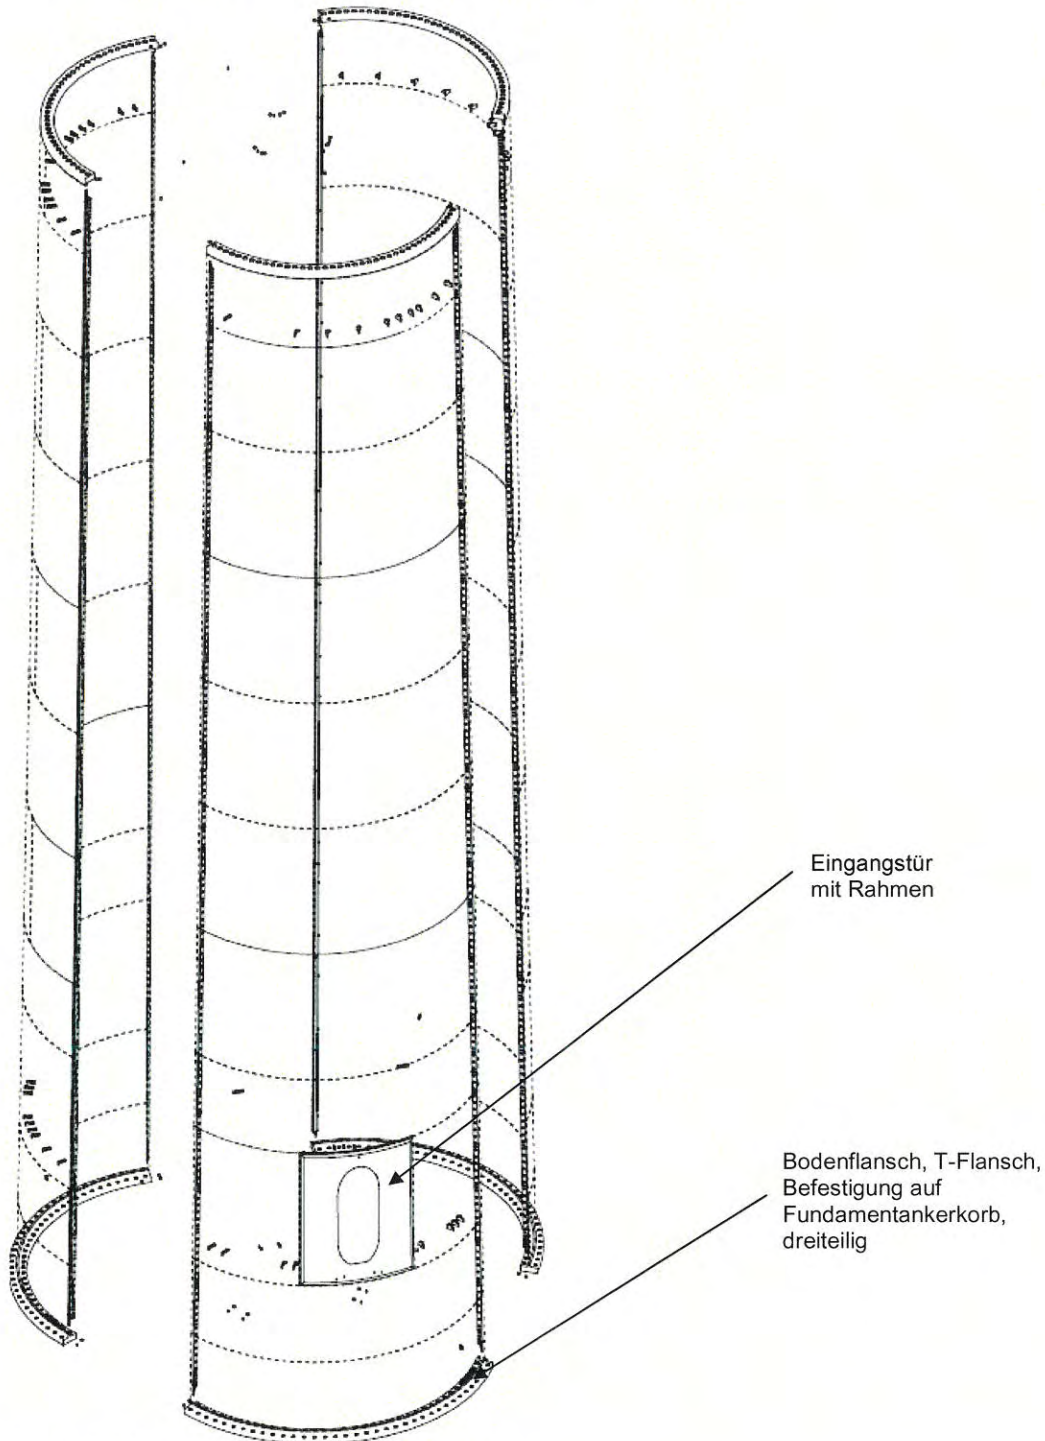 Eingangstür
mit Rahmen
Bodenflansch, T-Flansch,
Befestigung auf
Fundamentankerkorb,
dreiteilig